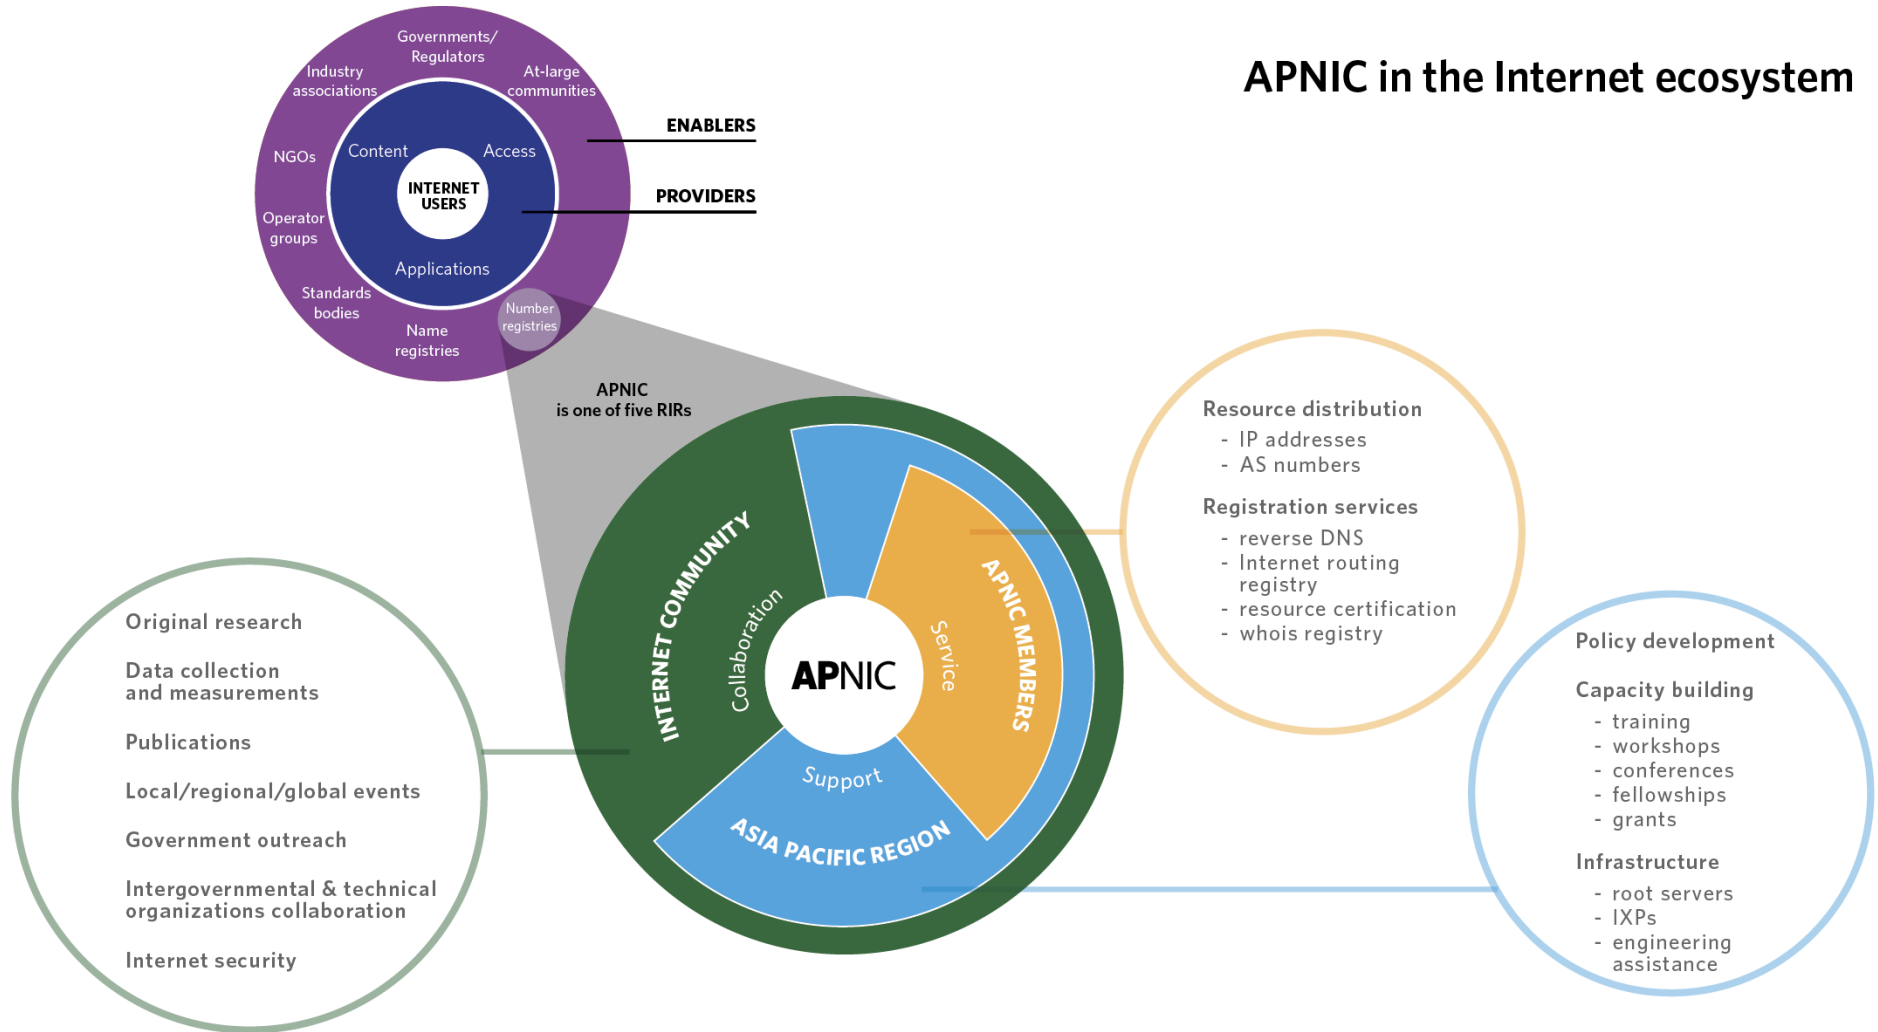 APNIC in the Internet ecosystem
Governments/
Regulators
Industry
associations
At-large
communities
NGOs
Operator
groups
Standards
bodies
Name
registries
Number
registries
Content
Access
Applications
INTERNET
USERS
ENABLERS
PROVIDERS
APNIC
is one of five RIRs
INTERNET COMMUNITY
Collaboration
APNIC MEMBERS
Service
APNIC
Support
ASIA PACIFIC REGION
Resource distribution
- IP addresses
- AS numbers
Registration services
- reverse DNS
- Internet routing
registry
- resource certification
- whois registry
Policy development
Capacity building
- training
- workshops
- conferences
- fellowships
- grants
Infrastructure
- root servers
- IXPs
- engineering
assistance
Original research
Data collection
and measurements
Publications
Local/regional/global events
Government outreach
Intergovernmental & technical
organizations collaboration
Internet security